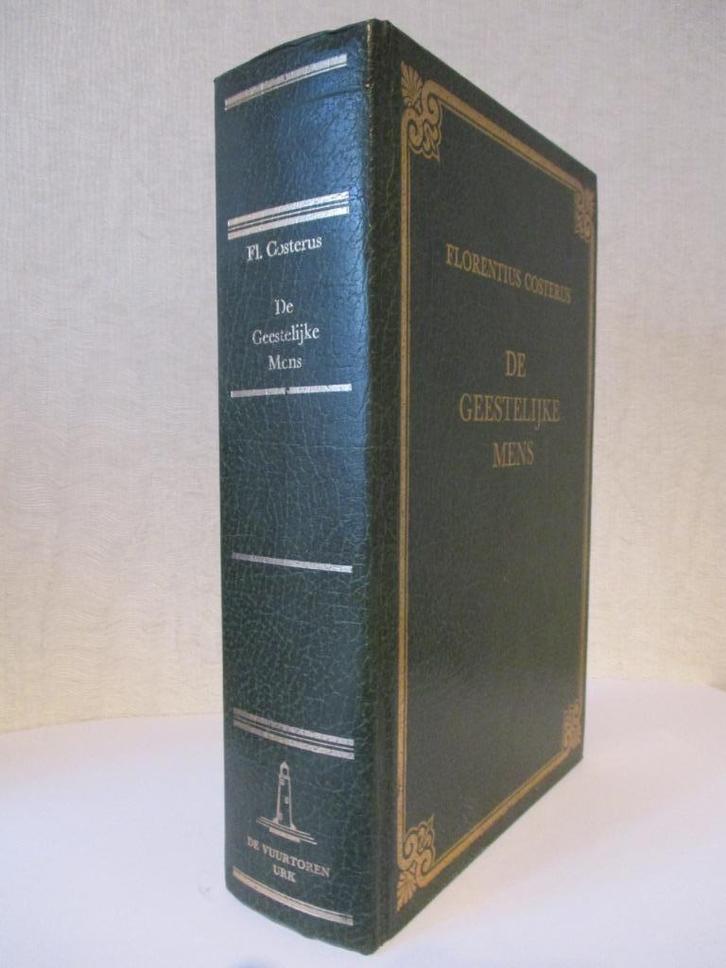 Fl. Costerus
De
Geestelijke
Mens
DE VUURTOREN
URK
FLORENTIUS COSTERUS
DE
GEESTELIJKE
MENS